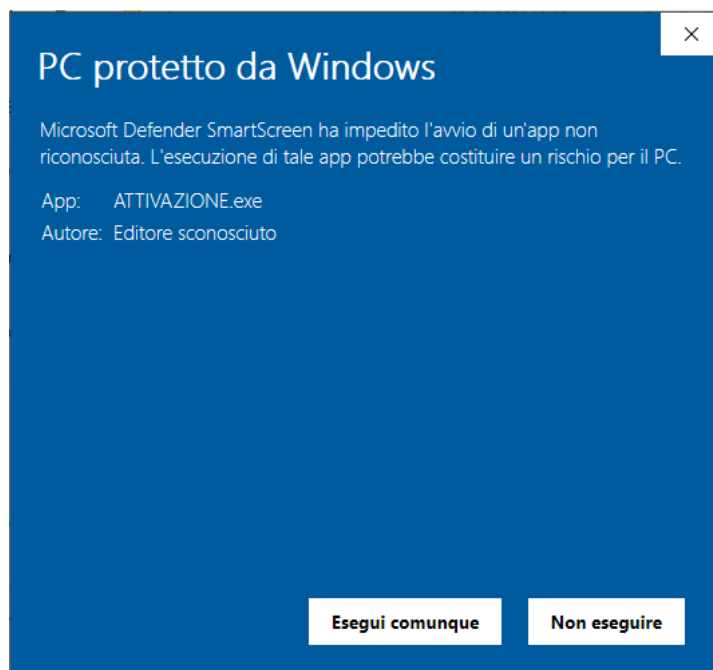 PC protetto da Windows
Microsoft Defender SmartScreen ha impedito l'avvio di un'app non
riconosciuta. L'esecuzione di tale app potrebbe costituire un rischio per il PC.
App: ATTIVAZIONE.exe
Autore: Editore sconosciuto
Esegui comunque Non eseguire